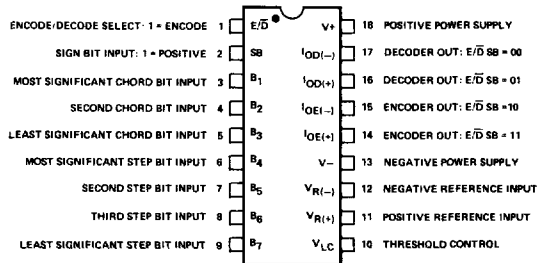 ENCODE/DECODE SELECT: 1 = ENCODE 1 E/D̅ V+ 18 POSITIVE POWER SUPPLY
SIGN BIT INPUT: 1 = POSITIVE 2 SB IOD(−) 17 DECODER OUT: E/D̅ SB = 00
MOST SIGNIFICANT CHORD BIT INPUT 3 B1 IOD(+) 16 DECODER OUT: E/D̅ SB = 01
SECOND CHORD BIT INPUT 4 B2 IOE(−) 15 ENCODER OUT: E/D̅ SB = 10
LEAST SIGNIFICANT CHORD BIT INPUT 5 B3 IOE(+) 14 ENCODER OUT: E/D̅ SB = 11
MOST SIGNIFICANT STEP BIT INPUT 6 B4 V− 13 NEGATIVE POWER SUPPLY
SECOND STEP BIT INPUT 7 B5 VR(−) 12 NEGATIVE REFERENCE INPUT
THIRD STEP BIT INPUT 8 B6 VR(+) 11 POSITIVE REFERENCE INPUT
LEAST SIGNIFICANT STEP BIT INPUT 9 B7 VLC 10 THRESHOLD CONTROL